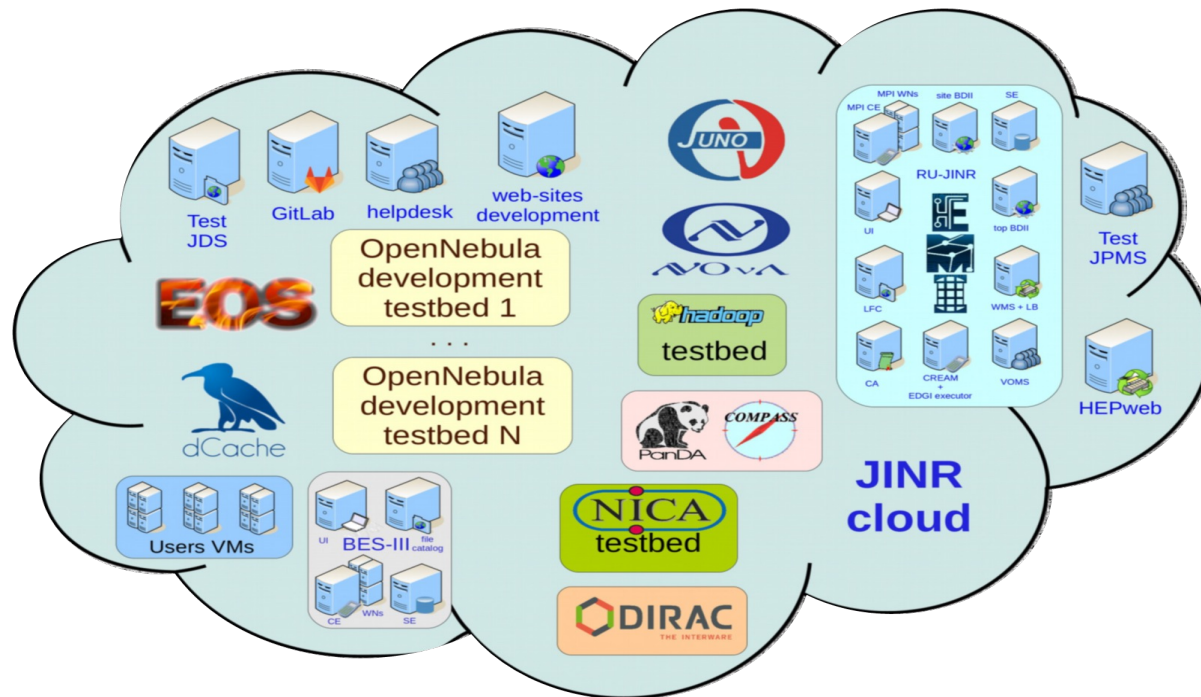 Test
JDS
GitLab
helpdesk
web-sites
development
EOS
OpenNebula
development
testbed 1
. . .
OpenNebula
development
testbed N
dCache
Users VMs
UI
BES-III
file
catalog
CE
WNs
SE
JUNO
NOvA
hadoop
testbed
PanDA
COMPASS
NICA
testbed
DIRAC
THE INTERWARE
MPI CE
MPI WNs
site BDII
SE
RU-JINR
UI
HE
top BDII
LFC
WMS + LB
CA
CREAM
+
EDGI executor
VOMS
Test
JPMS
HEPweb
JINR
cloud